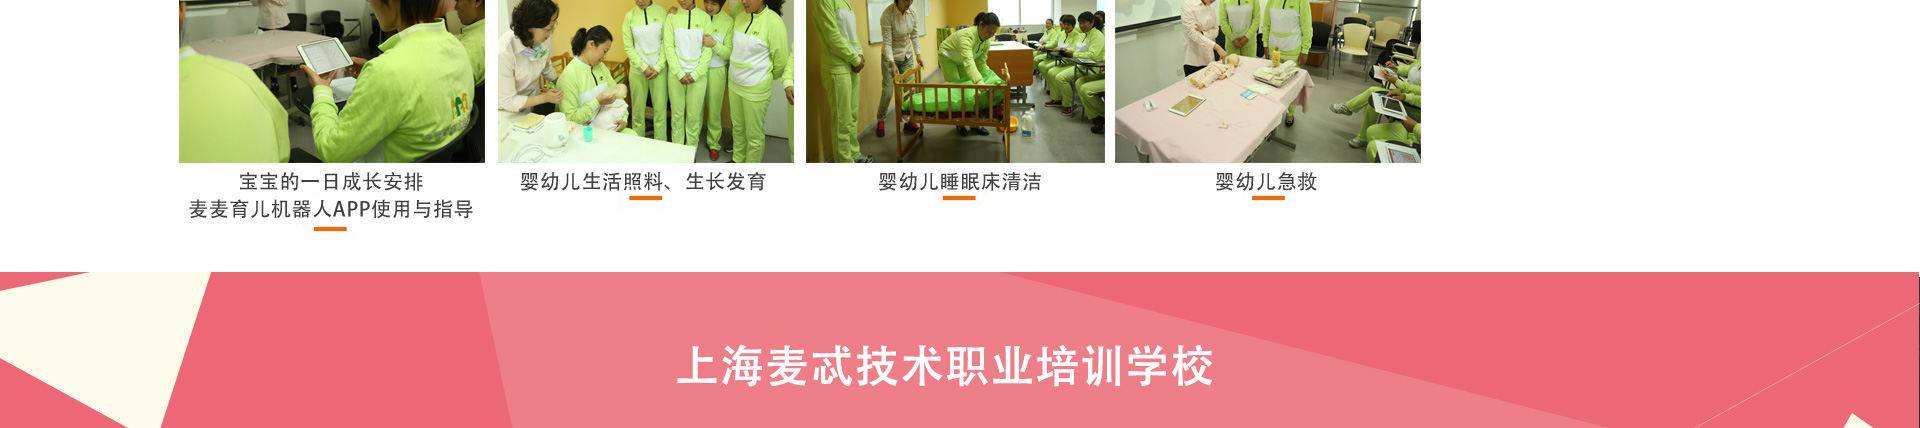 宝宝的一日成长安排
麦麦育儿机器人APP使用与指导
婴幼儿生活照料、生长发育
婴幼儿睡眠床清洁
婴幼儿急救
上海麦忒技术职业培训学校